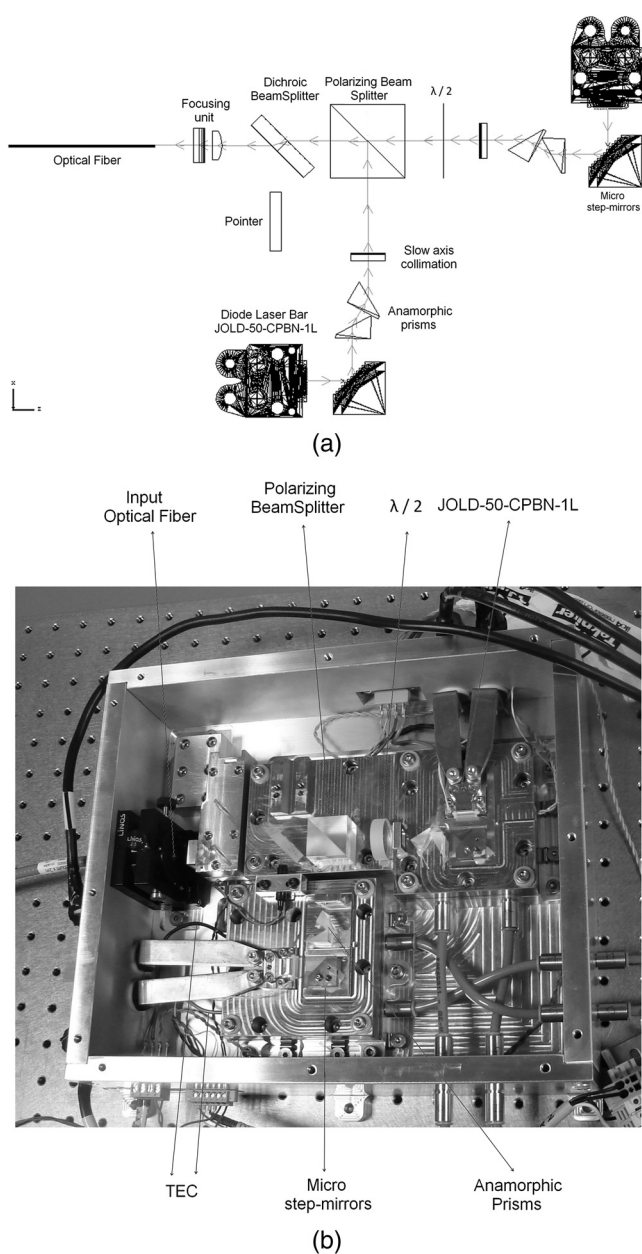 Dichroic
BeamSplitter
Polarizing Beam
Splitter
λ / 2
Focusing
unit
Optical Fiber
Micro
step-mirrors
Pointer
Slow axis
collimation
Diode Laser Bar
JOLD-50-CPBN-1L
Anamorphic
prisms
x
z
(a)
Input
Optical Fiber
Polarizing
BeamSplitter
λ / 2
JOLD-50-CPBN-1L
LINOS
TEC
Micro
step-mirrors
Anamorphic
Prisms
(b)